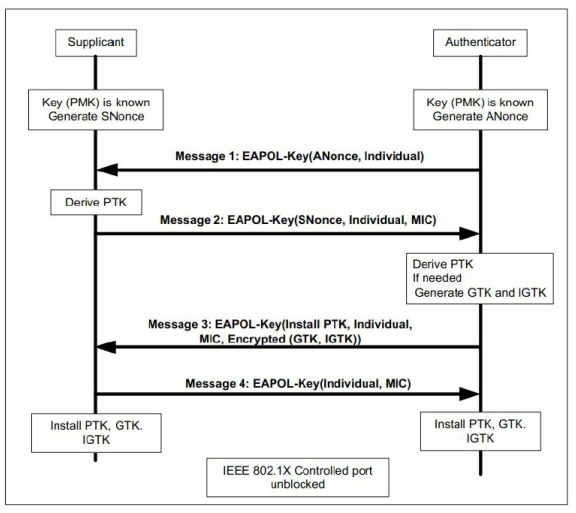 Supplicant
Authenticator
Key (PMK) is known
Generate SNonce
Key (PMK) is known
Generate ANonce
Message 1: EAPOL-Key(ANonce, Individual)
Derive PTK
Message 2: EAPOL-Key(SNonce, Individual, MIC)
Derive PTK
If needed
Generate GTK and IGTK
Message 3: EAPOL-Key(Install PTK, Individual,
MIC, Encrypted (GTK, IGTK))
Message 4: EAPOL-Key(Individual, MIC)
Install PTK, GTK.
IGTK
Install PTK, GTK.
IGTK
IEEE 802.1X Controlled port
unblocked